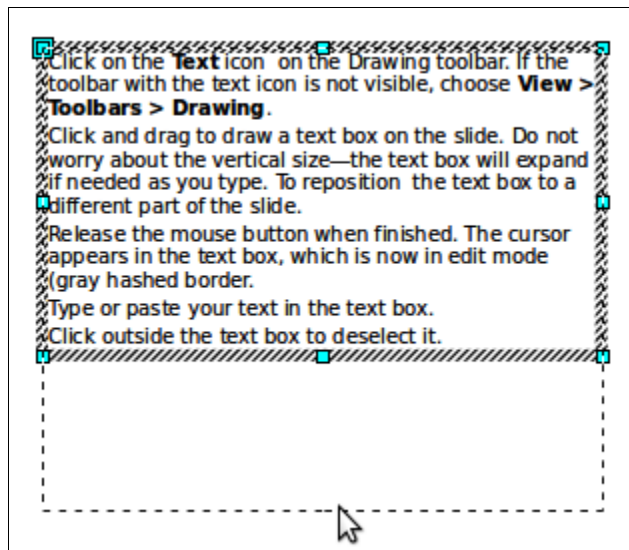 Click on the Text icon  on the Drawing toolbar. If the
toolbar with the text icon is not visible, choose View >
Toolbars > Drawing.
Click and drag to draw a text box on the slide. Do not
worry about the vertical size—the text box will expand
if needed as you type. To reposition  the text box to a
different part of the slide.
Release the mouse button when finished. The cursor
appears in the text box, which is now in edit mode
(gray hashed border.
Type or paste your text in the text box.
Click outside the text box to deselect it.